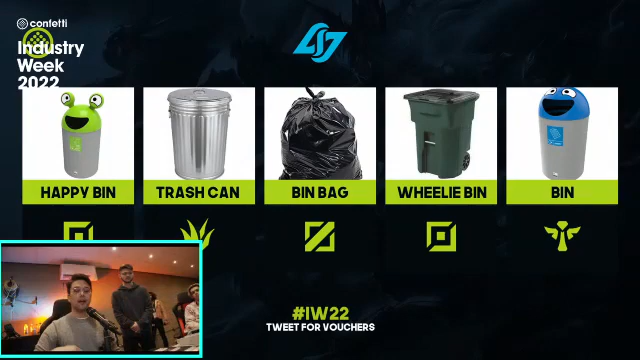 confetti
Industry
Week
2022
HAPPY BIN
TRASH CAN
BIN BAG
WHEELIE BIN
BIN
#IW22
TWEET FOR VOUCHERS